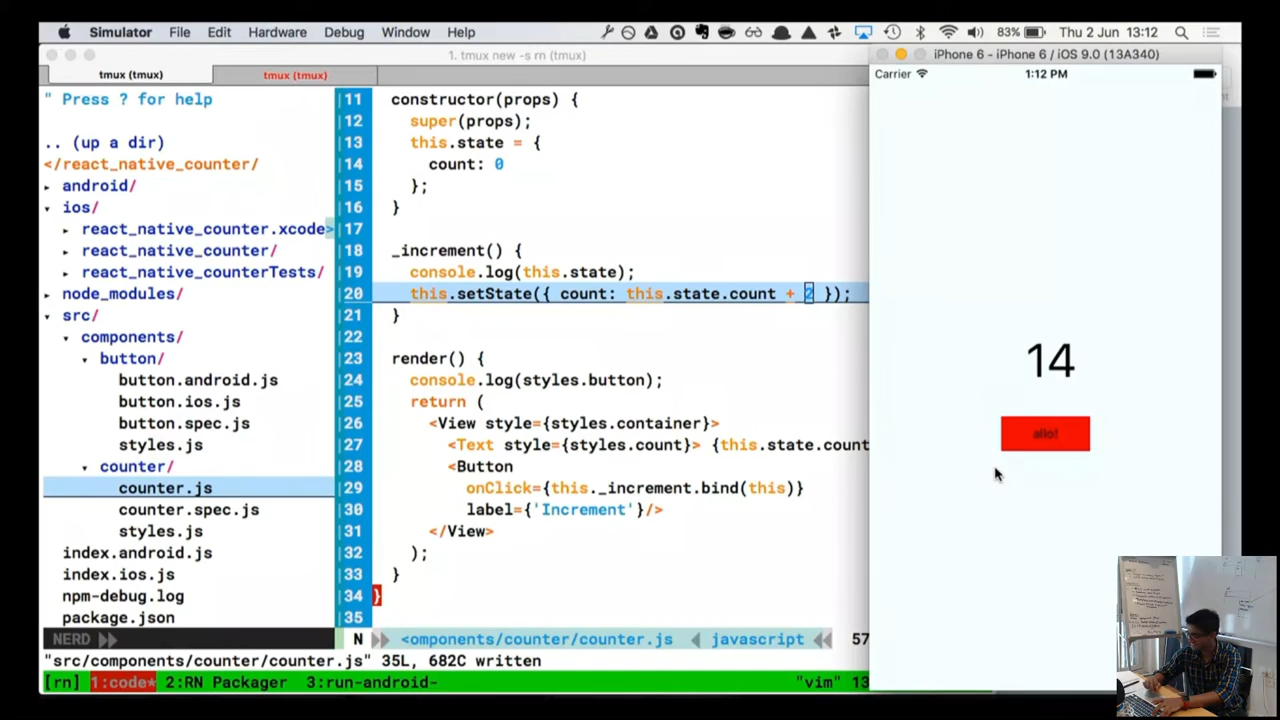 Simulator File Edit Hardware Debug Window Help 83% Thu 2 Jun 13:12
1. tmux new -s rn (tmux)
tmux (tmux) tmux (tmux)
" Press ? for help
.. (up a dir)
</react_native_counter/
▸ android/
▾ ios/
▸ react_native_counter.xcode>
▸ react_native_counter/
▸ react_native_counterTests/
▸ node_modules/
▾ src/
▾ components/
▾ button/
button.android.js
button.ios.js
button.spec.js
styles.js
▾ counter/
counter.js
counter.spec.js
styles.js
index.android.js
index.ios.js
npm-debug.log
package.json
11 constructor(props) {
12 super(props);
13 this.state = {
14 count: 0
15 };
16 }
17
18 _increment() {
19 console.log(this.state);
20 this.setState({ count: this.state.count + 2 });
21 }
22
23 render() {
24 console.log(styles.button);
25 return (
26 <View style={styles.container}>
27 <Text style={styles.count}> {this.state.count
28 <Button
29 onClick={this._increment.bind(this)}
30 label={'Increment'}/>
31 </View>
32 );
33 }
34 }
35
NERD N <omponents/counter/counter.js javascript 57
"src/components/counter/counter.js" 35L, 682C written
[rn] 1:code* 2:RN Packager 3:run-android- "vim" 13
iPhone 6 - iPhone 6 / iOS 9.0 (13A340)
Carrier 1:12 PM
14
allo!